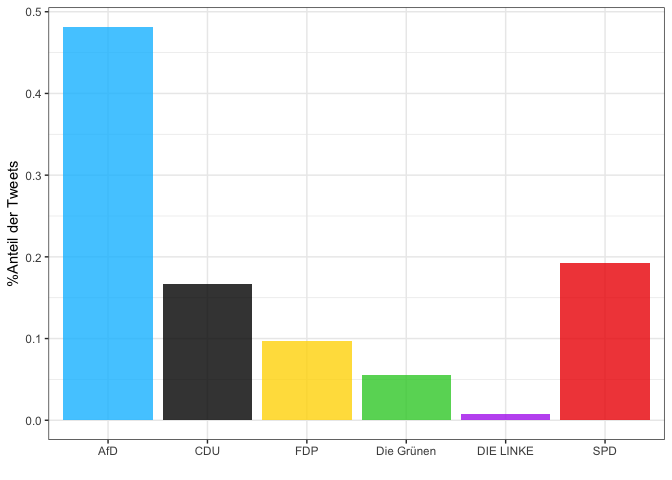 %Anteil der Tweets
0.5
0.4
0.3
0.2
0.1
0.0
AfD
CDU
FDP
Die Grünen
DIE LINKE
SPD